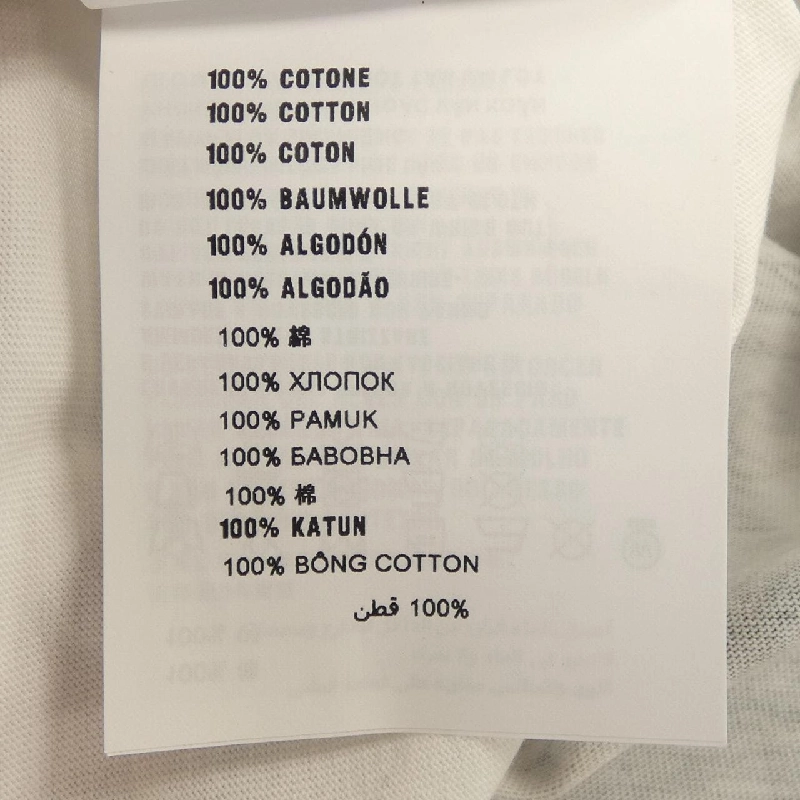 100% COTONE
100% COTTON
100% COTON
100% BAUMWOLLE
100% ALGODÓN
100% ALGODÃO
100% 綿
100% ХЛОПОК
100% PAMUK
100% БАВОВНА
100% 棉
100% KATUN
100% BÔNG COTTON
100% قطن